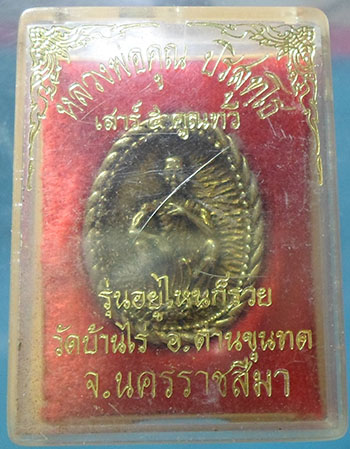 หลวงพ่อคูณ ปริสุทโธ
เสาร์ ๕ คูณทวี
รุ่นอยู่ไหนก็รวย
วัดบ้านไร่ อ.ด่านขุนทด
จ.นครราชสีมา